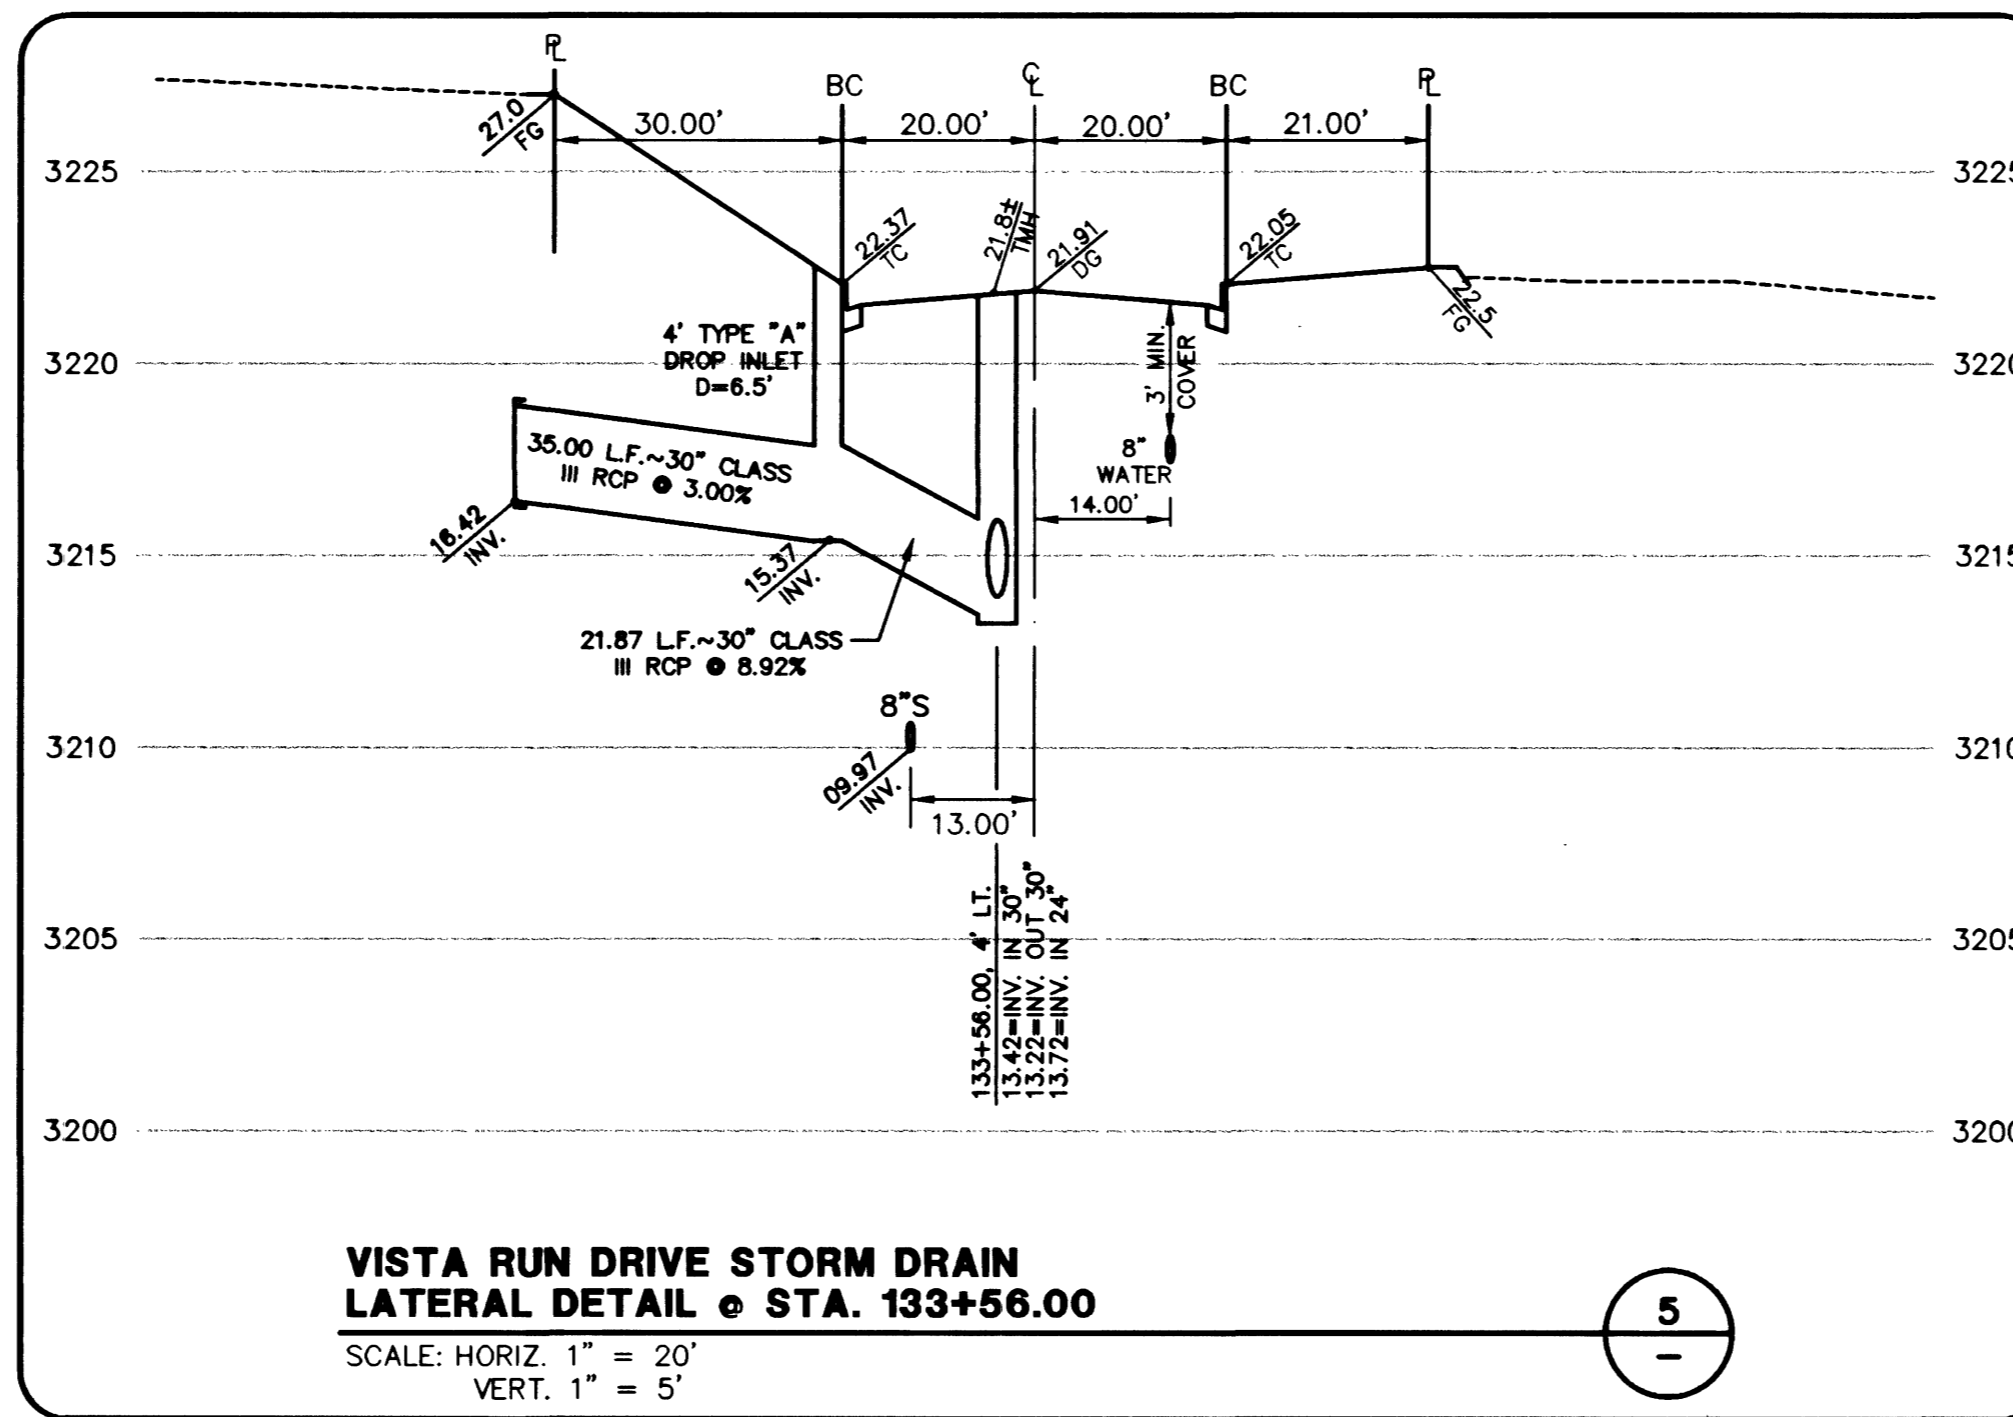 PL
BC
CL
BC
PL
30.00'
20.00'
20.00'
21.00'
27.0
FG
3225
3225
22.37
TC
21.8±
TMH
21.91
DG
22.05
TC
22.5
FG
4' TYPE "A"
DROP INLET
D=6.5'
3' MIN.
COVER
3220
3220
8"
WATER
14.00'
35.00 L.F.~30" CLASS
III RCP @ 3.00%
16.42
INV.
15.37
INV.
3215
3215
21.87 L.F.~30" CLASS
III RCP @ 8.92%
8"S
3210
3210
09.97
INV.
13.00'
133+56.00, 4' LT.
13.42=INV. IN 30"
13.22=INV. OUT 30"
13.72=INV. IN 24"
3205
3205
3200
3200
VISTA RUN DRIVE STORM DRAIN
LATERAL DETAIL @ STA. 133+56.00
5
–
SCALE: HORIZ. 1" = 20'
VERT. 1" = 5'